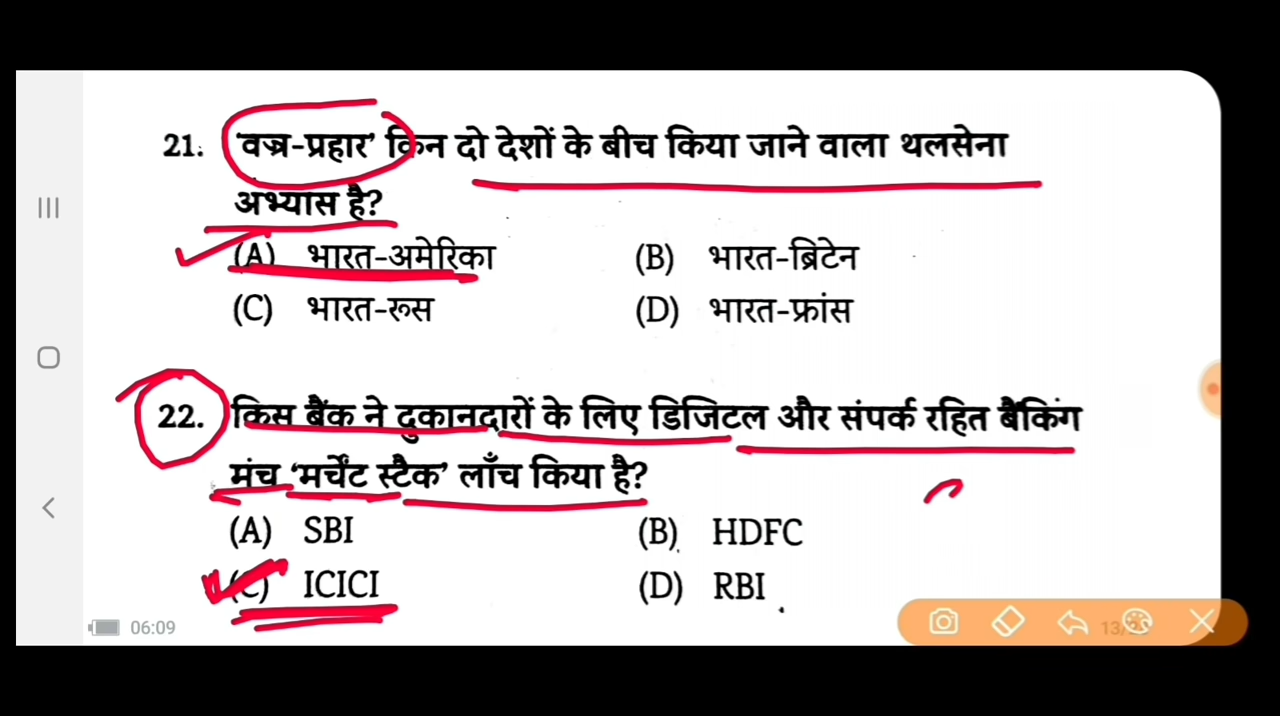 21. 'वज्र-प्रहार' किन दो देशों के बीच किया जाने वाला थलसेना
अभ्यास है?
(A) भारत-अमेरिका (B) भारत-ब्रिटेन
(C) भारत-रूस (D) भारत-फ्रांस
22. किस बैंक ने दुकानदारों के लिए डिजिटल और संपर्क रहित बैंकिंग
मंच 'मर्चेंट स्टैक' लाँच किया है?
(A) SBI (B) HDFC
(C) ICICI (D) RBI
06:09